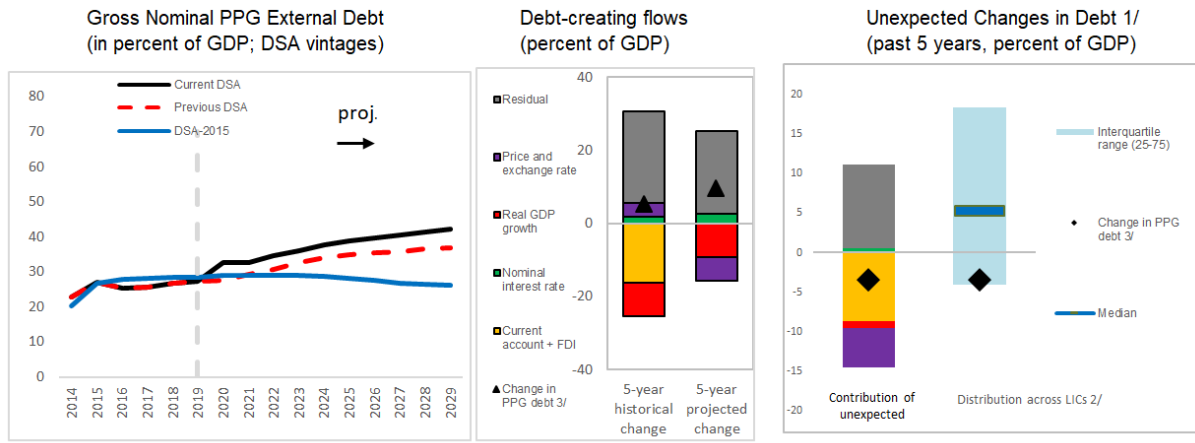 Gross Nominal PPG External Debt
(in percent of GDP; DSA vintages)
Current DSA
Previous DSA
DSA-2015
proj.
80
70
60
50
40
30
20
10
0
2014
2015
2016
2017
2018
2019
2020
2021
2022
2023
2024
2025
2026
2027
2028
2029
Debt-creating flows
(percent of GDP)
Residual
Price and
exchange rate
Real GDP
growth
Nominal
interest rate
Current
account + FDI
Change in
PPG debt 3/
40
20
0
-20
-40
5-year
historical
change
5-year
projected
change
Unexpected Changes in Debt 1/
(past 5 years, percent of GDP)
20
15
10
5
0
-5
-10
-15
-20
Contribution of
unexpected
Distribution across LICs 2/
Interquartile
range (25-75)
Change in PPG
debt 3/
Median